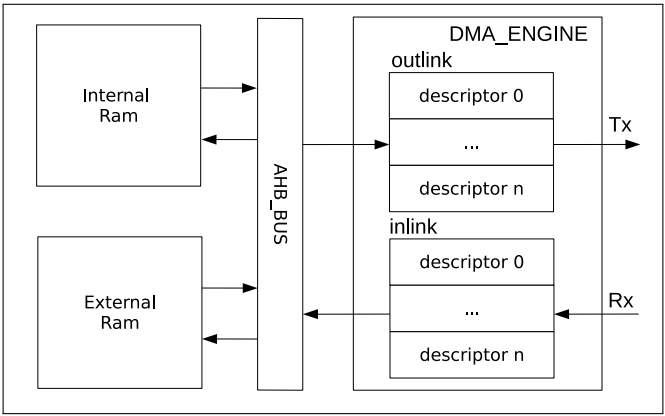 Internal
Ram
External
Ram
AHB_BUS
DMA_ENGINE
outlink
descriptor 0
...
descriptor n
Tx
inlink
descriptor 0
...
descriptor n
Rx